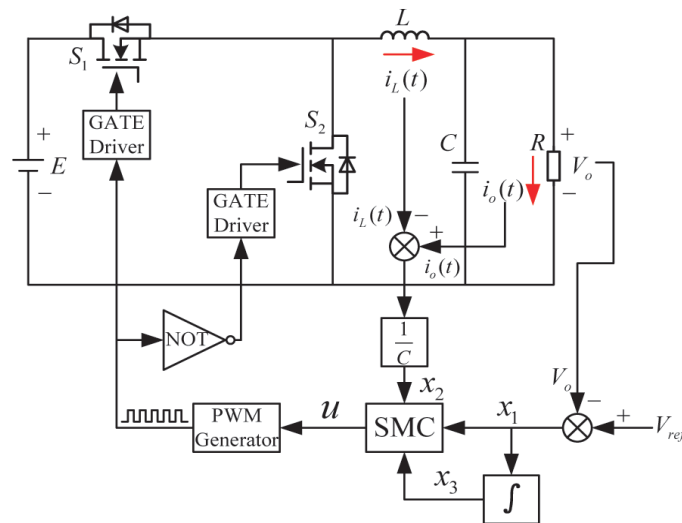 L
S1
iL(t)
GATE
Driver
S2
+
E
−
C
R
+
Vo
−
io(t)
GATE
Driver
iL(t)
−
+
io(t)
NOT
1
C
x2
Vo
−
PWM
Generator
u
SMC
x1
+
Vref
x3
∫